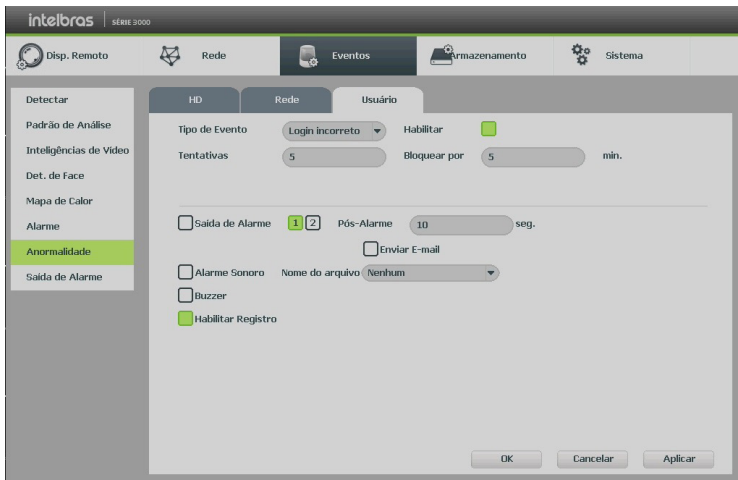 intelbras SÉRIE 3000
Disp. Remoto Rede Eventos Armazenamento Sistema
Detectar
Padrão de Análise
Inteligências de Vídeo
Det. de Face
Mapa de Calor
Alarme
Anormalidade
Saída de Alarme
HD Rede Usuário
Tipo de Evento Login incorreto Habilitar
Tentativas 5 Bloquear por 5 min.
Saída de Alarme 1 2 Pós-Alarme 10 seg.
Enviar E-mail
Alarme Sonoro Nome do arquivo Nenhum
Buzzer
Habilitar Registro
OK Cancelar Aplicar